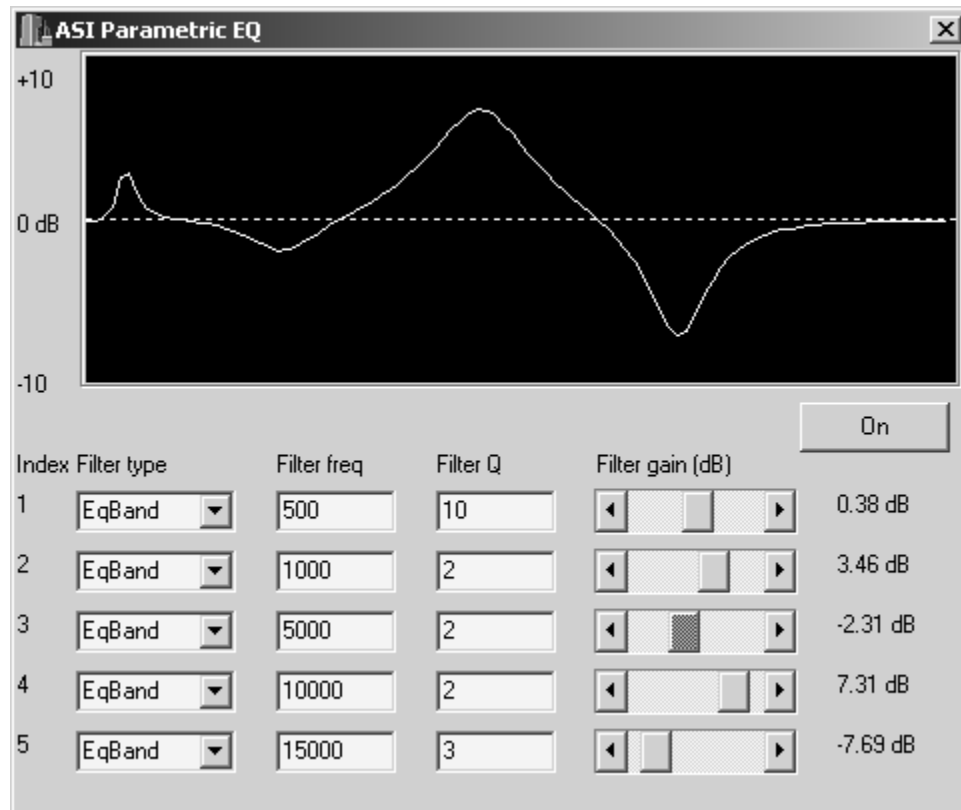 ASI Parametric EQ
+10
0 dB
-10
On
Index Filter type Filter freq Filter Q Filter gain (dB)
1 EqBand 500 10 0.38 dB
2 EqBand 1000 2 3.46 dB
3 EqBand 5000 2 -2.31 dB
4 EqBand 10000 2 7.31 dB
5 EqBand 15000 3 -7.69 dB